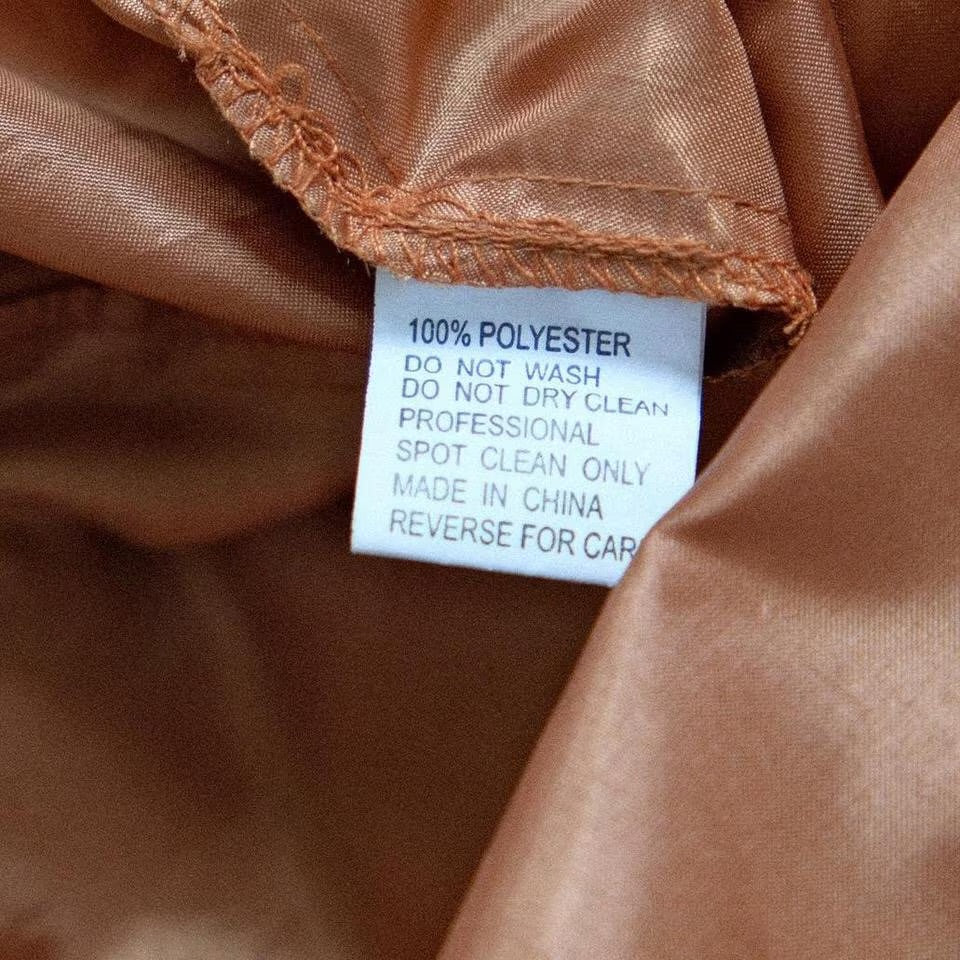 100% POLYESTER
DO NOT WASH
DO NOT DRY CLEAN
PROFESSIONAL
SPOT CLEAN ONLY
MADE IN CHINA
REVERSE FOR CAR